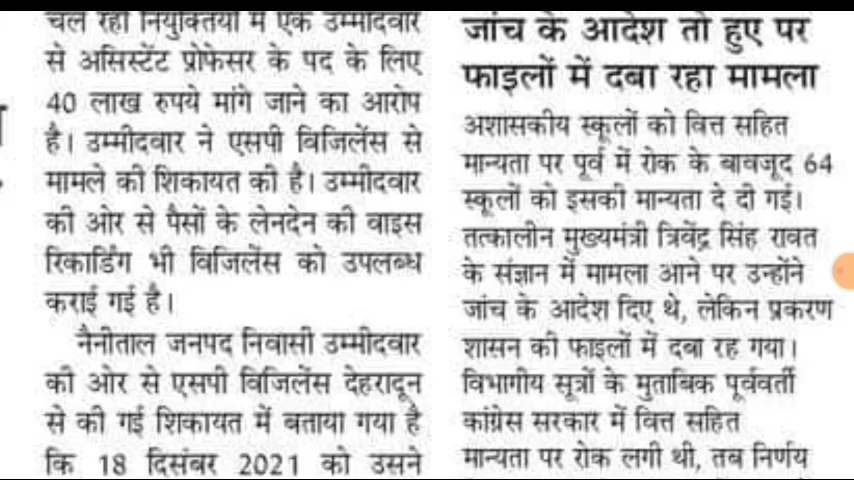 चल रही नियुक्तियों में एक उम्मीदवार
से असिस्टेंट प्रोफेसर के पद के लिए
40 लाख रुपये मांगे जाने का आरोप
है। उम्मीदवार ने एसपी विजिलेंस से
मामले की शिकायत की है। उम्मीदवार
की ओर से पैसों के लेनदेन की वाइस
रिकार्डिंग भी विजिलेंस को उपलब्ध
कराई गई है।
नैनीताल जनपद निवासी उम्मीदवार
की ओर से एसपी विजिलेंस देहरादून
से की गई शिकायत में बताया गया है
कि 18 दिसंबर 2021 को उसने
जांच के आदेश तो हुए पर
फाइलों में दबा रहा मामला
अशासकीय स्कूलों को वित्त सहित
मान्यता पर पूर्व में रोक के बावजूद 64
स्कूलों को इसकी मान्यता दे दी गई।
तत्कालीन मुख्यमंत्री त्रिवेंद्र सिंह रावत
के संज्ञान में मामला आने पर उन्होंने
जांच के आदेश दिए थे, लेकिन प्रकरण
शासन की फाइलों में दबा रह गया।
विभागीय सूत्रों के मुताबिक पूर्ववर्ती
कांग्रेस सरकार में वित्त सहित
मान्यता पर रोक लगी थी, तब निर्णय